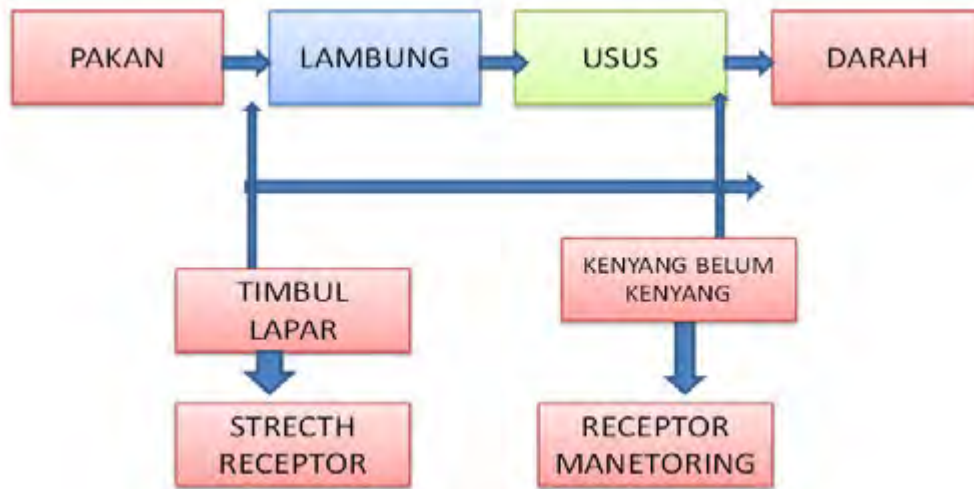 PAKAN
LAMBUNG
USUS
DARAH
TIMBUL
LAPAR
KENYANG BELUM
KENYANG
STRECTH
RECEPTOR
RECEPTOR
MANETORING